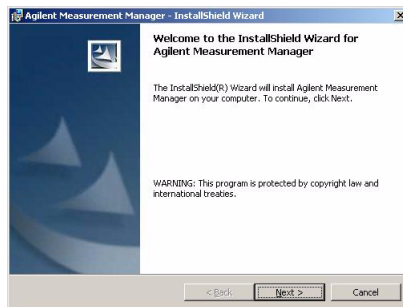 Agilent Measurement Manager - InstallShield Wizard
Welcome to the InstallShield Wizard for
Agilent Measurement Manager
The InstallShield(R) Wizard will install Agilent Measurement
Manager on your computer. To continue, click Next.
WARNING: This program is protected by copyright law and
international treaties.
< Back Next > Cancel